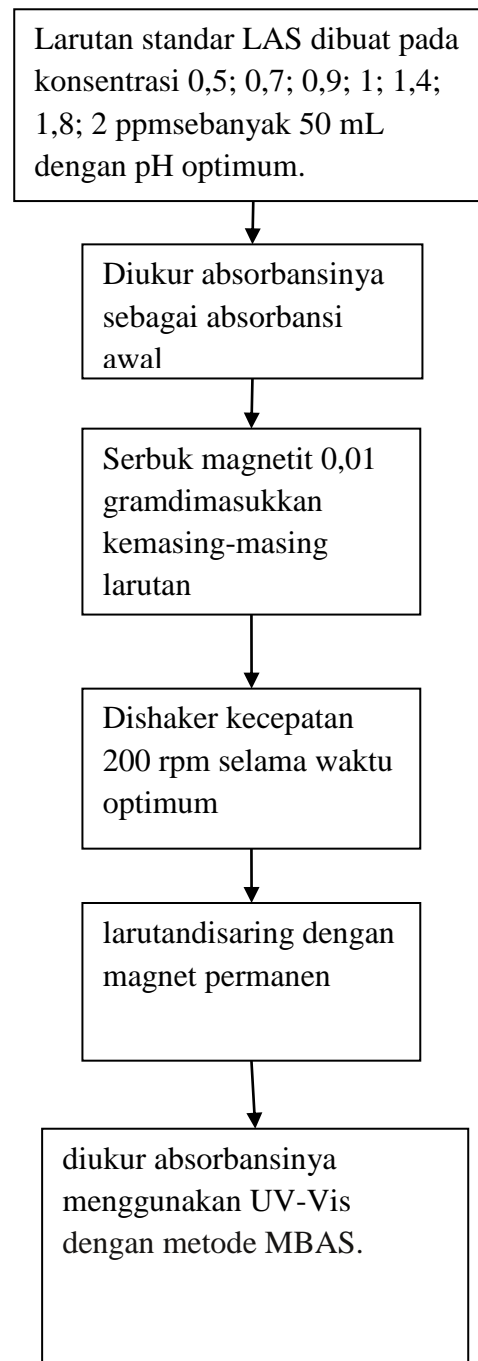 Larutan standar LAS dibuat pada
konsentrasi 0,5; 0,7; 0,9; 1; 1,4;
1,8; 2 ppmsebanyak 50 mL
dengan pH optimum.
Diukur absorbansinya
sebagai absorbansi
awal
Serbuk magnetit 0,01
gramdimasukkan
kemasing-masing
larutan
Dishaker kecepatan
200 rpm selama waktu
optimum
larutandisaring dengan
magnet permanen
diukur absorbansinya
menggunakan UV-Vis
dengan metode MBAS.